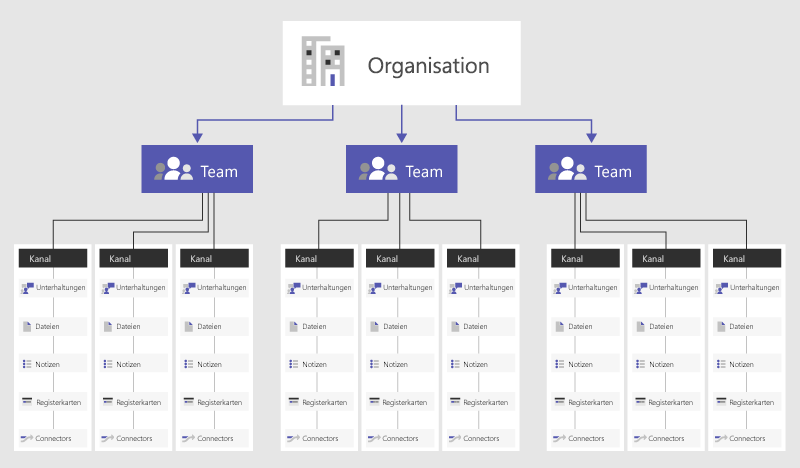 Organisation
Team Team Team
Kanal Kanal Kanal Kanal Kanal Kanal Kanal Kanal Kanal
Unterhaltungen Unterhaltungen Unterhaltungen Unterhaltungen Unterhaltungen Unterhaltungen Unterhaltungen Unterhaltungen Unterhaltungen
Dateien Dateien Dateien Dateien Dateien Dateien Dateien Dateien Dateien
Notizen Notizen Notizen Notizen Notizen Notizen Notizen Notizen Notizen
Registerkarten Registerkarten Registerkarten Registerkarten Registerkarten Registerkarten Registerkarten Registerkarten Registerkarten
Connectors Connectors Connectors Connectors Connectors Connectors Connectors Connectors Connectors